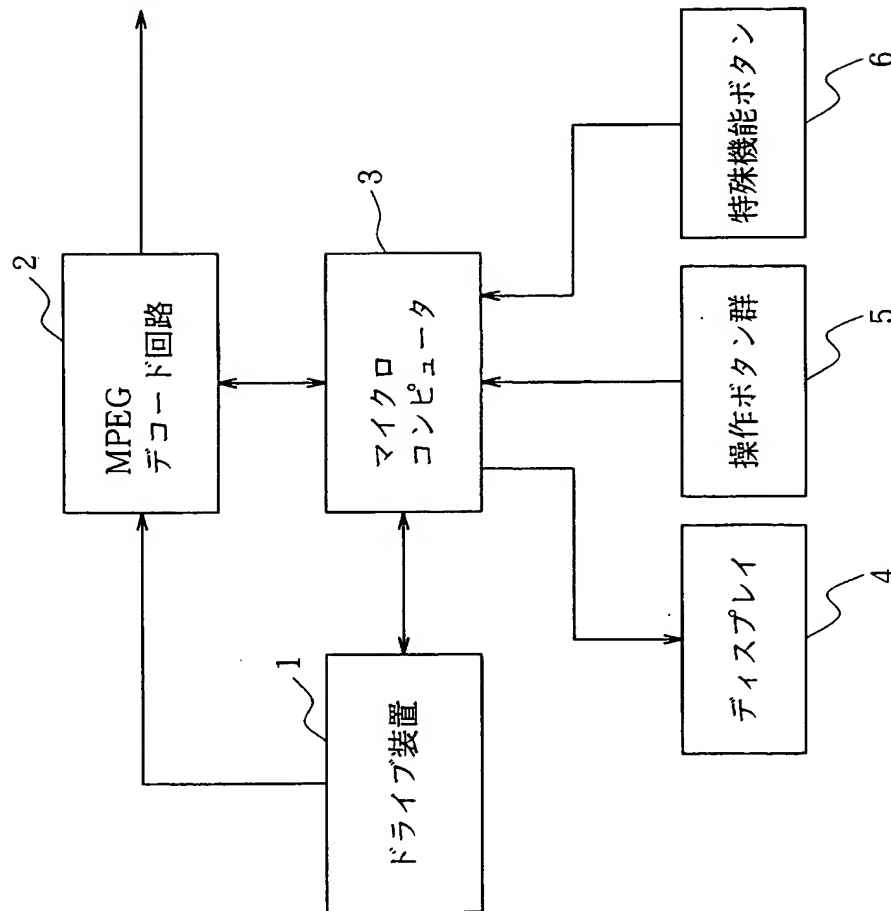 1
ドライブ装置
2
MPEG
デコード回路
3
マイクロ
コンピュータ
4
ディスプレイ
5
操作ボタン群
6
特殊機能ボタン